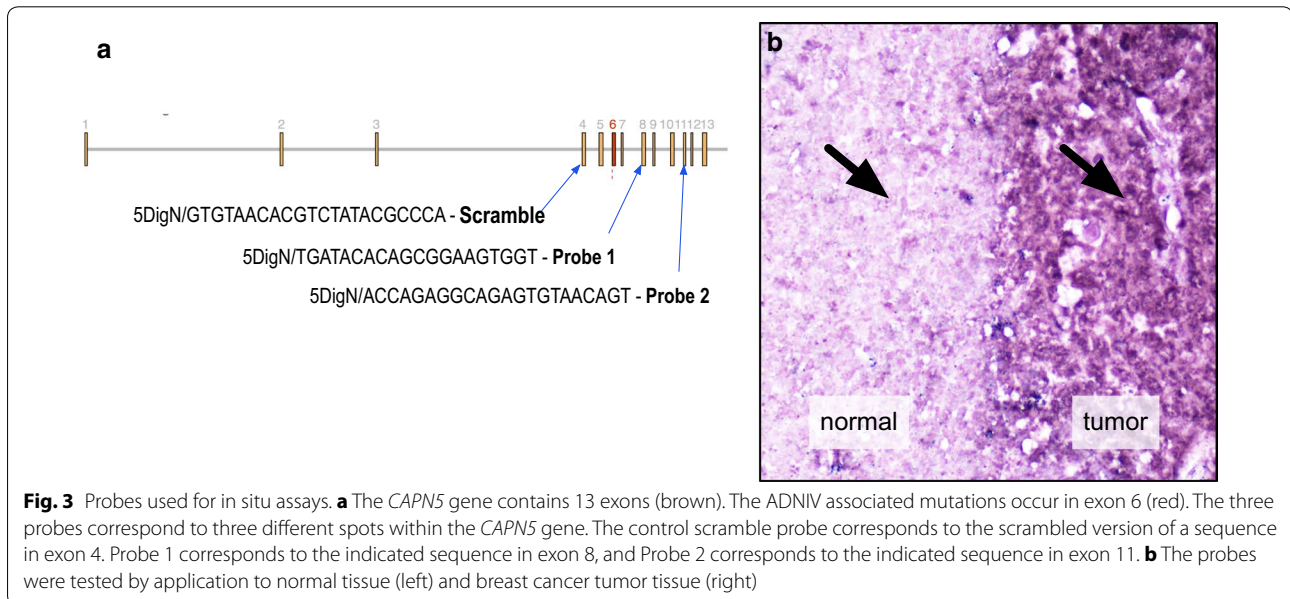 a
1 2 3 4 5 6 7 8 9 10 11 12 13
5DigN/GTGTAACACGTCTATACGCCCA - Scramble
5DigN/TGATACACAGCGGAAGTGGT - Probe 1
5DigN/ACCAGAGGCAGAGTGTAACAGT - Probe 2
b
normal tumor
Fig. 3 Probes used for in situ assays. a The CAPN5 gene contains 13 exons (brown). The ADNIV associated mutations occur in exon 6 (red). The three
probes correspond to three different spots within the CAPN5 gene. The control scramble probe corresponds to the scrambled version of a sequence
in exon 4. Probe 1 corresponds to the indicated sequence in exon 8, and Probe 2 corresponds to the indicated sequence in exon 11. b The probes
were tested by application to normal tissue (left) and breast cancer tumor tissue (right)